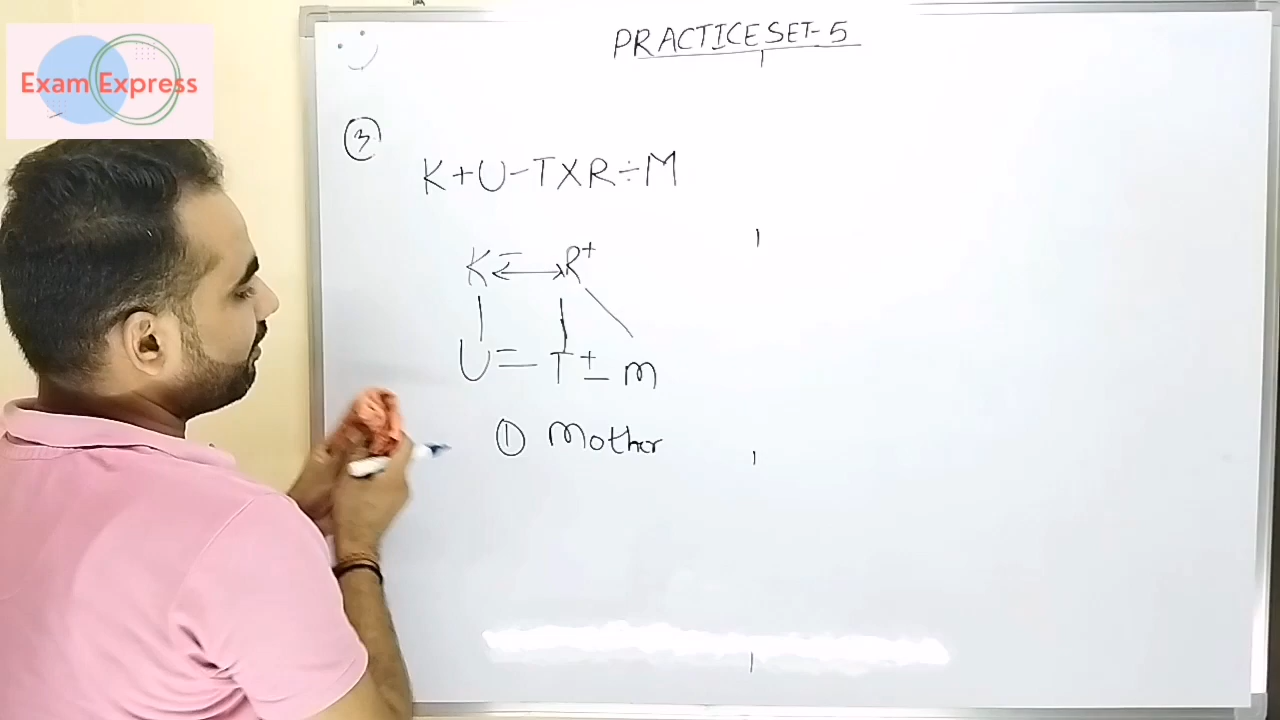 Exam Express
PRACTICE SET-5
③
K+U-T×R÷M
K⁻ ↔ R⁺
U⁻ — T⁺ — m
① Mother